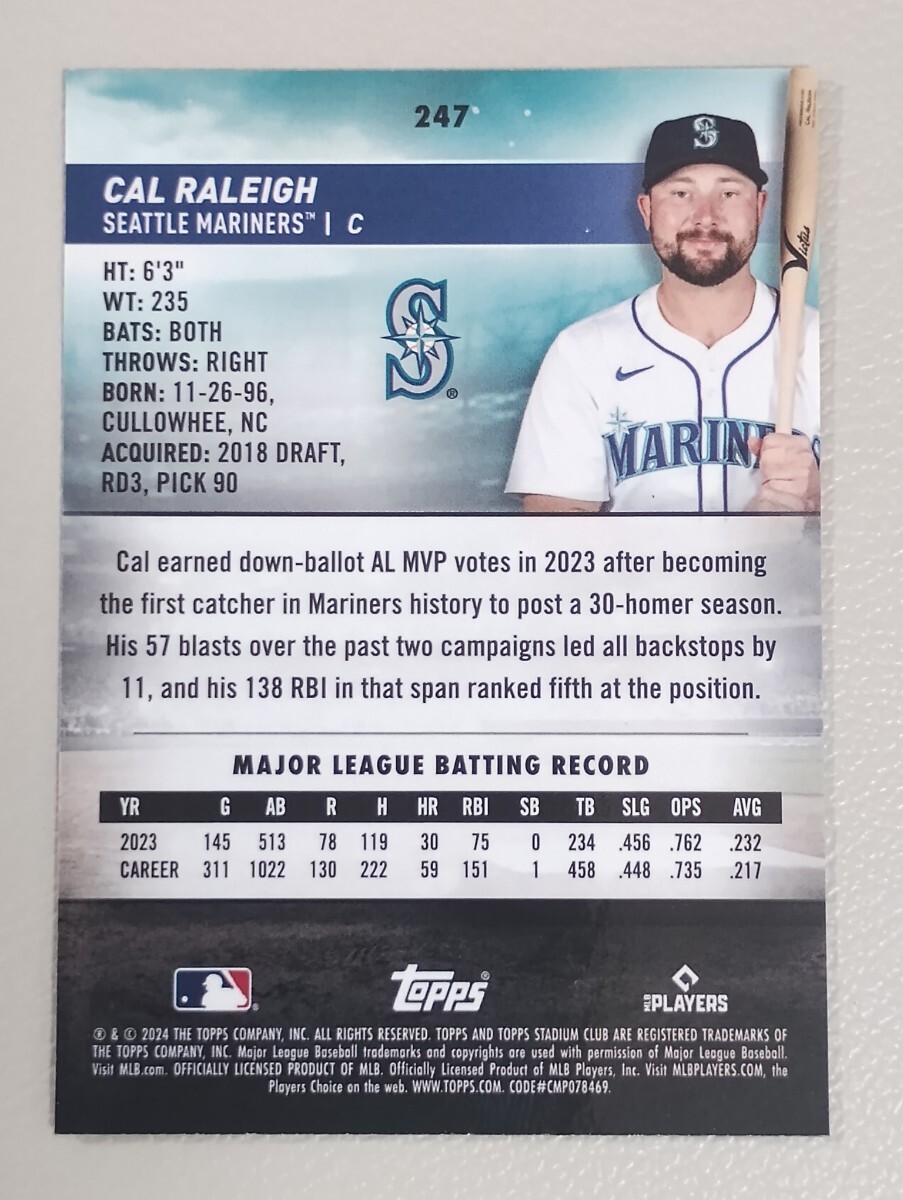 247
CAL RALEIGH
SEATTLE MARINERS™ | C
HT: 6'3"
WT: 235
BATS: BOTH
THROWS: RIGHT
BORN: 11-26-96,
CULLOWHEE, NC
ACQUIRED: 2018 DRAFT,
RD3, PICK 90
S
S ®
Victus
MARINERS
Cal earned down-ballot AL MVP votes in 2023 after becoming
the first catcher in Mariners history to post a 30-homer season.
His 57 blasts over the past two campaigns led all backstops by
11, and his 138 RBI in that span ranked fifth at the position.
MAJOR LEAGUE BATTING RECORD
YR G AB R H HR RBI SB TB SLG OPS AVG
2023 145 513 78 119 30 75 0 234 .456 .762 .232
CAREER 311 1022 130 222 59 151 1 458 .448 .735 .217
topps®
MLB PLAYERS
® & © 2024 THE TOPPS COMPANY, INC. ALL RIGHTS RESERVED. TOPPS AND TOPPS STADIUM CLUB ARE REGISTERED TRADEMARKS OF
THE TOPPS COMPANY, INC. Major League Baseball trademarks and copyrights are used with permission of Major League Baseball.
Visit MLB.com. OFFICIALLY LICENSED PRODUCT OF MLB. Officially Licensed Product of MLB Players, Inc. Visit MLBPLAYERS.COM, the
Players Choice on the web. WWW.TOPPS.COM. CODE#CMP078469.